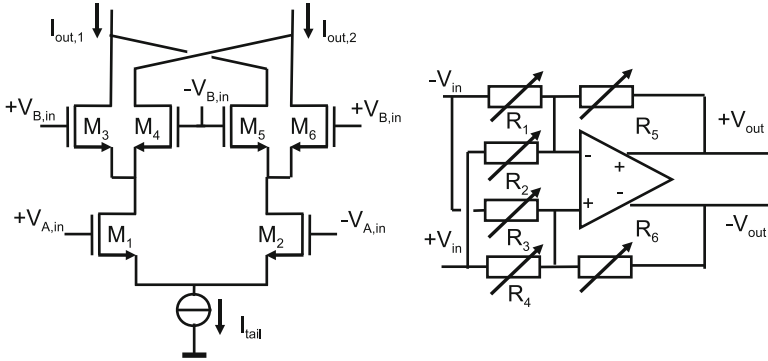 I_out,1
I_out,2
-V_B,in
+V_B,in
M_3
M_4
M_5
M_6
+V_B,in
+V_A,in
M_1
M_2
-V_A,in
I_tail
-V_in
R_1
R_5
+V_out
R_2
-
+
-
+
R_3
R_6
-V_out
+V_in
R_4